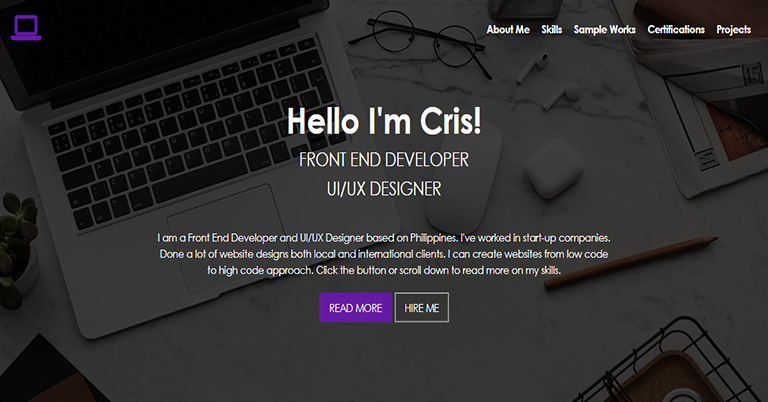 About Me Skills Sample Works Certifications Projects
Hello I'm Cris!
FRONT END DEVELOPER
UI/UX DESIGNER
I am a Front End Developer and UI/UX Designer based on Philippines. I've worked in start-up companies.
Done a lot of website designs both local and international clients. I can create websites from low code
to high code approach. Click the button or scroll down to read more on my skills.
READ MORE HIRE ME